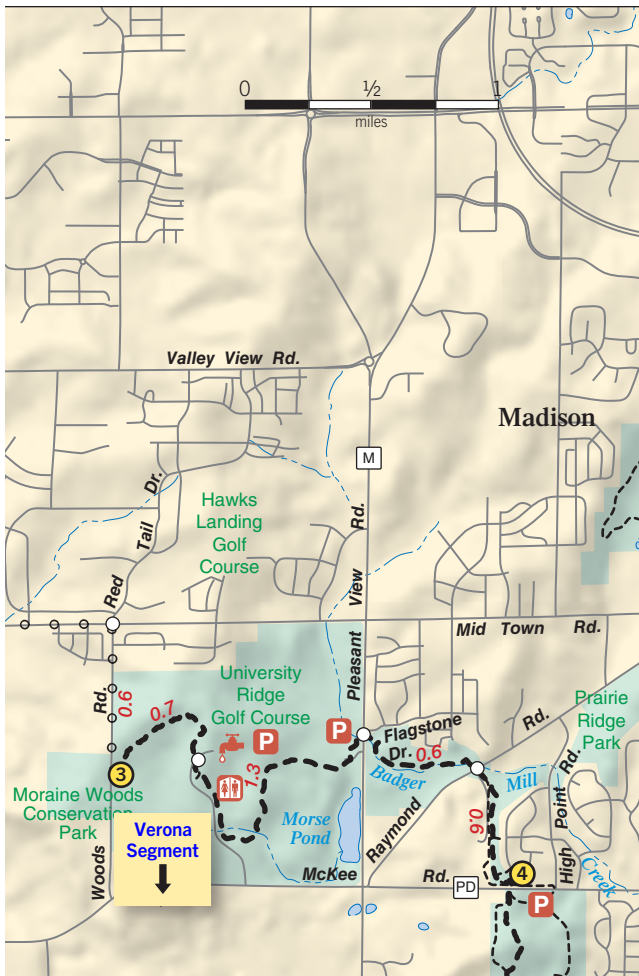 0 ½ 1
miles
Valley View Rd.
Madison
M
Hawks
Landing
Golf
Course
Red Tail Dr.
Pleasant View Rd.
Mid Town Rd.
University
Ridge
Golf Course
Prairie
Ridge
Park
Woods Rd.
0.6
0.7
P
P
Flagstone
Dr.
0.6
Raymond Rd.
Badger Mill Creek
3
1.3
Moraine Woods
Conservation
Park
Morse
Pond
0.6
High Point Rd.
Verona
Segment
McKee Rd.
PD
4
P